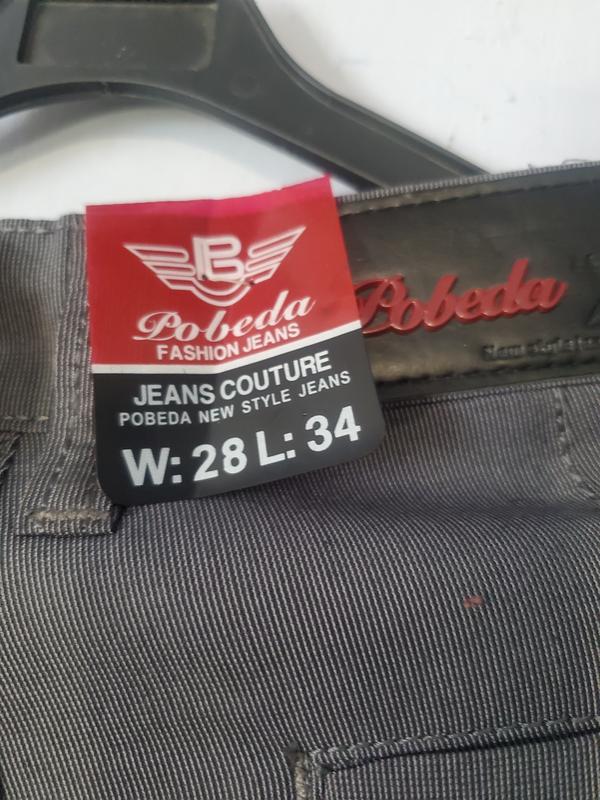 B
Pobeda
FASHION JEANS
JEANS COUTURE
POBEDA NEW STYLE JEANS
W: 28 L: 34
Pobeda